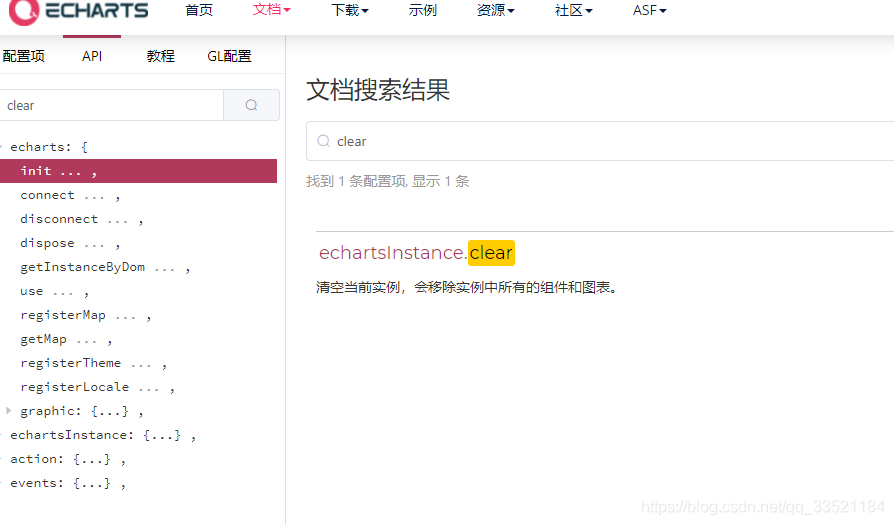 ECHARTS 首页 文档 下载 示例 资源 社区 ASF
配置项 API 教程 GL配置
clear
echarts: {
init ... ,
connect ... ,
disconnect ... ,
dispose ... ,
getInstanceByDom ... ,
use ... ,
registerMap ... ,
getMap ... ,
registerTheme ... ,
registerLocale ... ,
graphic: {...} ,
echartsInstance: {...} ,
action: {...} ,
events: {...} ,
文档搜索结果
clear
找到 1 条配置项, 显示 1 条
echartsInstance.clear
清空当前实例，会移除实例中所有的组件和图表。
https://blog.csdn.net/qq_33521184